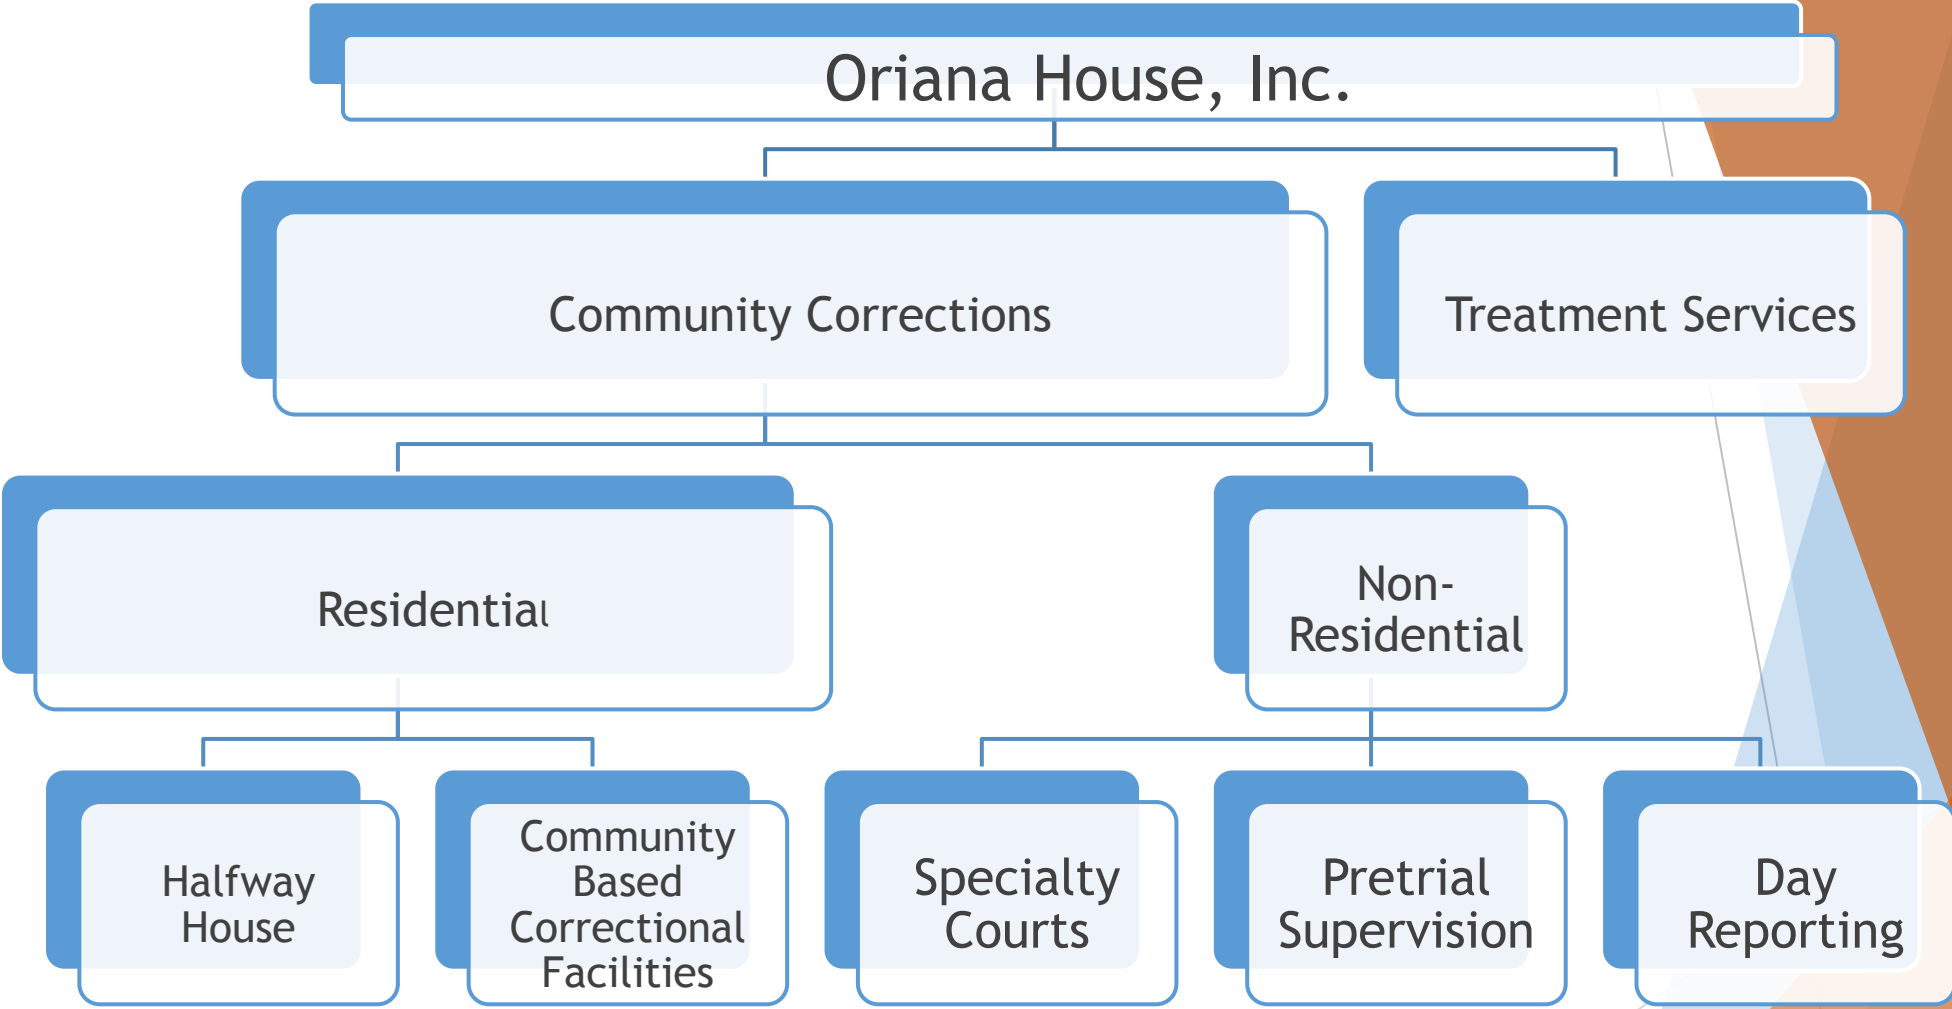 Oriana House, Inc.
Community Corrections
Treatment Services
Residential
Non-
Residential
Halfway
House
Community
Based
Correctional
Facilities
Specialty
Courts
Pretrial
Supervision
Day
Reporting